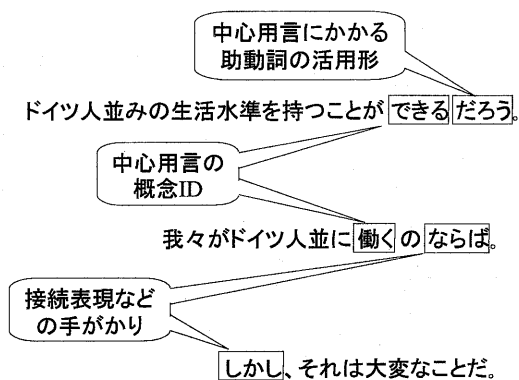 中心用言にかかる
助動詞の活用形
ドイツ人並みの生活水準を持つことができるだろう。
中心用言の
概念ID
我々がドイツ人並に働くのならば。
接続表現など
の手がかり
しかし、それは大変なことだ。